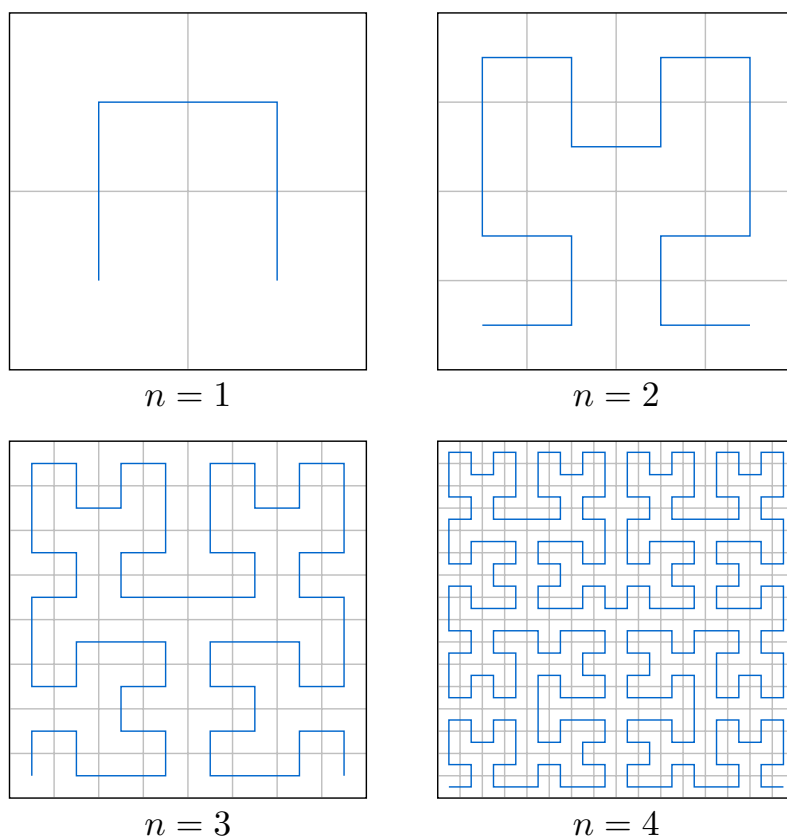 n = 1
n = 2
n = 3
n = 4